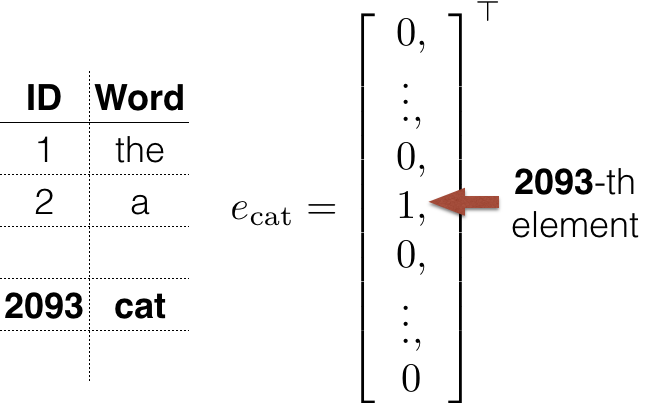 ID Word
1 the
2 a
2093 cat
e_cat = [
0,
⋮,
0,
1,
0,
⋮,
0
]⊤
2093-th
element